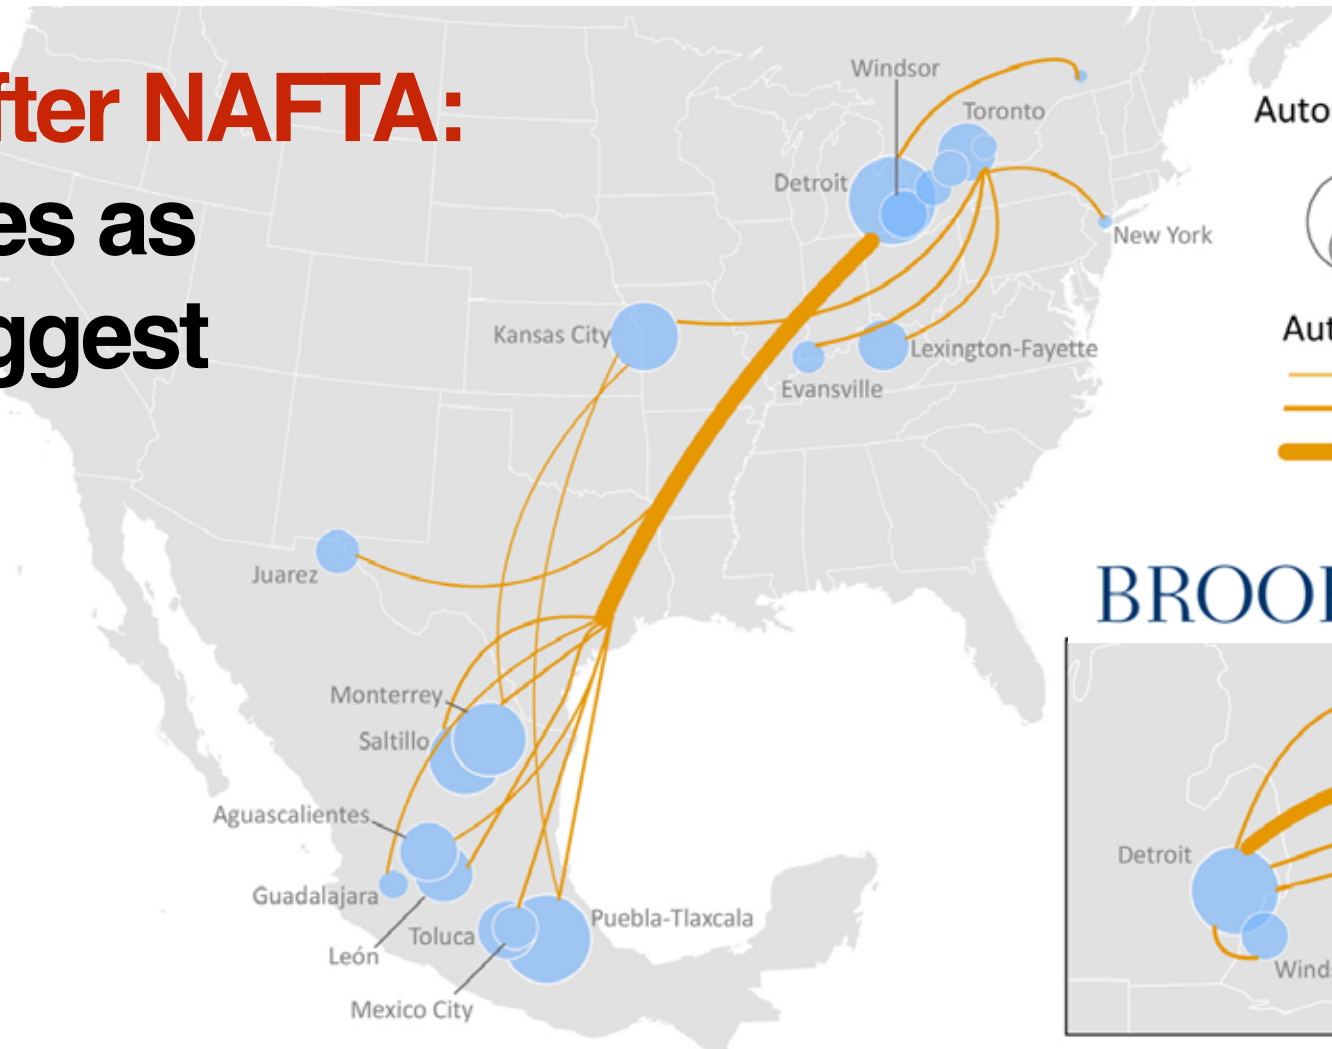 fter NAFTA:
es as
ggest
Windsor
Toronto
Detroit
New York
Kansas City
Lexington-Fayette
Evansville
Juarez
Monterrey
Saltillo
Aguascalientes
Guadalajara
León
Toluca
Puebla-Tlaxcala
Mexico City
Auto
Aut
BROO
Detroit
Winds